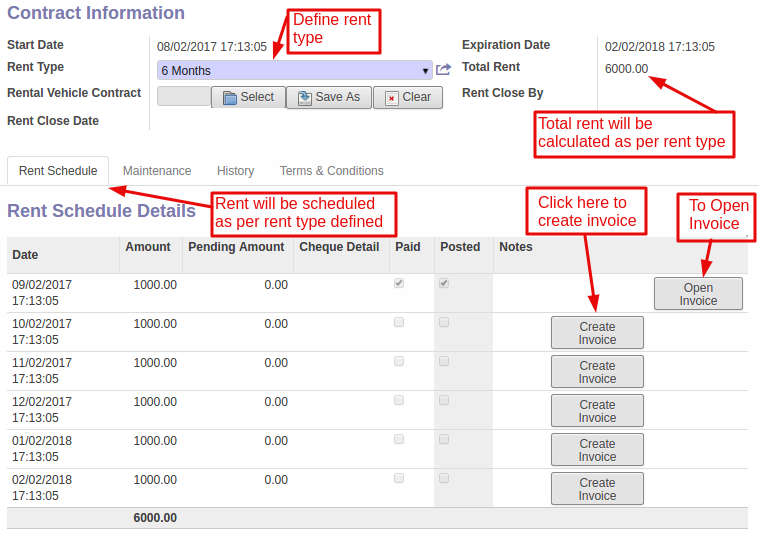 Contract Information
Define rent
type
Start Date 08/02/2017 17:13:05 Expiration Date 02/02/2018 17:13:05
Rent Type 6 Months Total Rent 6000.00
Rental Vehicle Contract Select Save As Clear Rent Close By
Rent Close Date
Total rent will be
calculated as per rent type
Rent Schedule Maintenance History Terms & Conditions
Rent will be scheduled
as per rent type defined
Click here to
create invoice
To Open
Invoice
Rent Schedule Details
Date Amount Pending Amount Cheque Detail Paid Posted Notes
09/02/2017 1000.00 0.00 Open
17:13:05 Invoice
10/02/2017 1000.00 0.00 Create
17:13:05 Invoice
11/02/2017 1000.00 0.00 Create
17:13:05 Invoice
12/02/2017 1000.00 0.00 Create
17:13:05 Invoice
01/02/2018 1000.00 0.00 Create
17:13:05 Invoice
02/02/2018 1000.00 0.00 Create
17:13:05 Invoice
6000.00